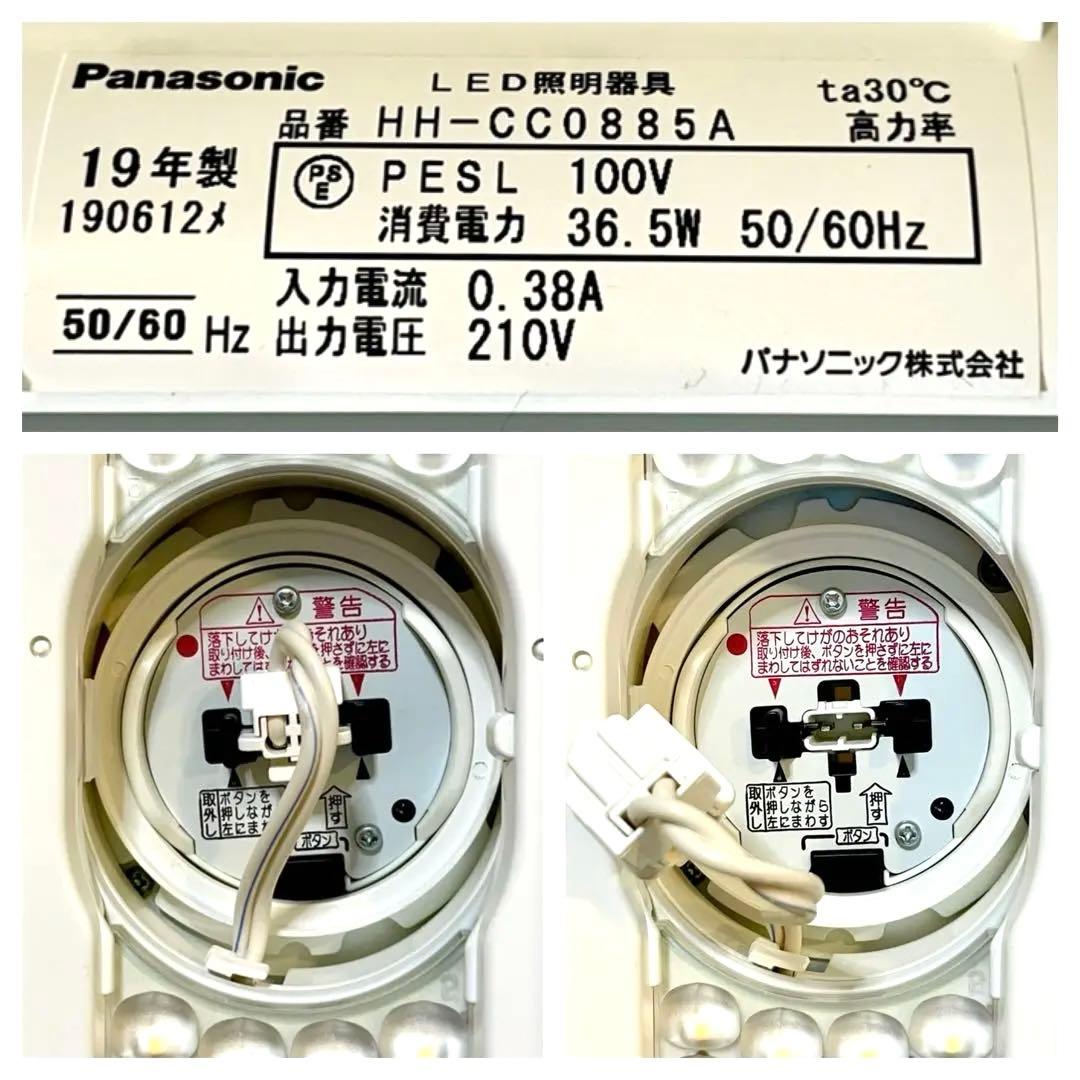 Panasonic LED照明器具 ta30℃
品番 HH-CC0885A 高力率
19年製
190612メ
PSE PESL 100V
消費電力 36.5W 50/60Hz
入力電流 0.38A
50/60 Hz 出力電圧 210V
パナソニック株式会社
警告
落下してけが おそれあり
取り付け後、 タンを押さずに左に
まわしてはず ことを確認する
取外し
ボタンを
押しながら
左にまわ
押す
ボタン
警告
落下してけがのおそれあり
取り付け後、ボタンを押さずに左に
まわしてはずれないことを確認する
取外し
ボタンを
押しながら
左にまわす
押す
ボタン